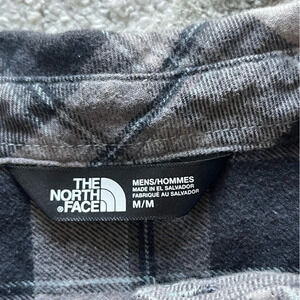 THE
NORTH
FACE
MENS/HOMMES
MADE IN EL SALVADOR
FABRIQUÉ AU SALVADOR
M/M